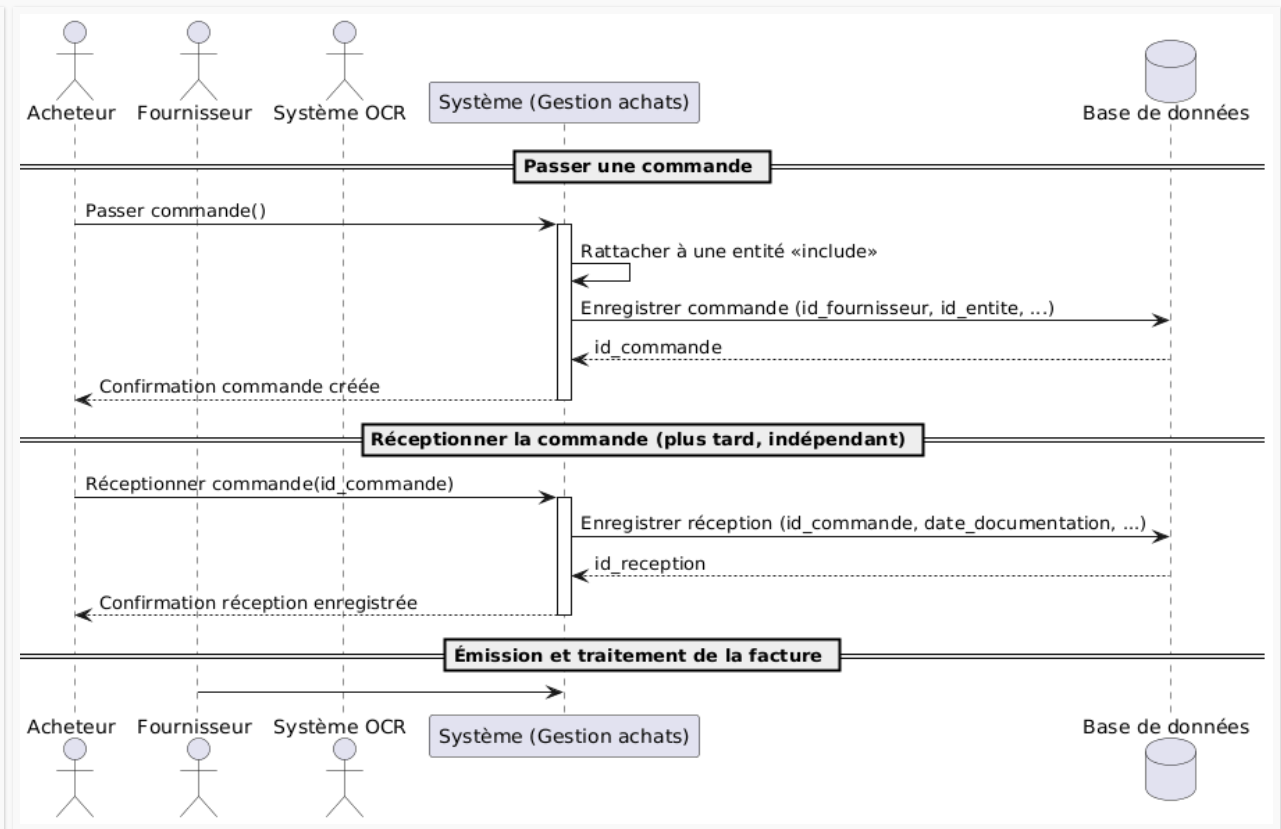 Acheteur
Fournisseur
Système OCR
Système (Gestion achats)
Base de données
Passer une commande
Passer commande()
Rattacher à une entité «include»
Enregistrer commande (id_fournisseur, id_entite, ...)
id_commande
Confirmation commande créée
Réceptionner la commande (plus tard, indépendant)
Réceptionner commande(id_commande)
Enregistrer réception (id_commande, date_documentation, ...)
id_reception
Confirmation réception enregistrée
Émission et traitement de la facture
Acheteur
Fournisseur
Système OCR
Système (Gestion achats)
Base de données